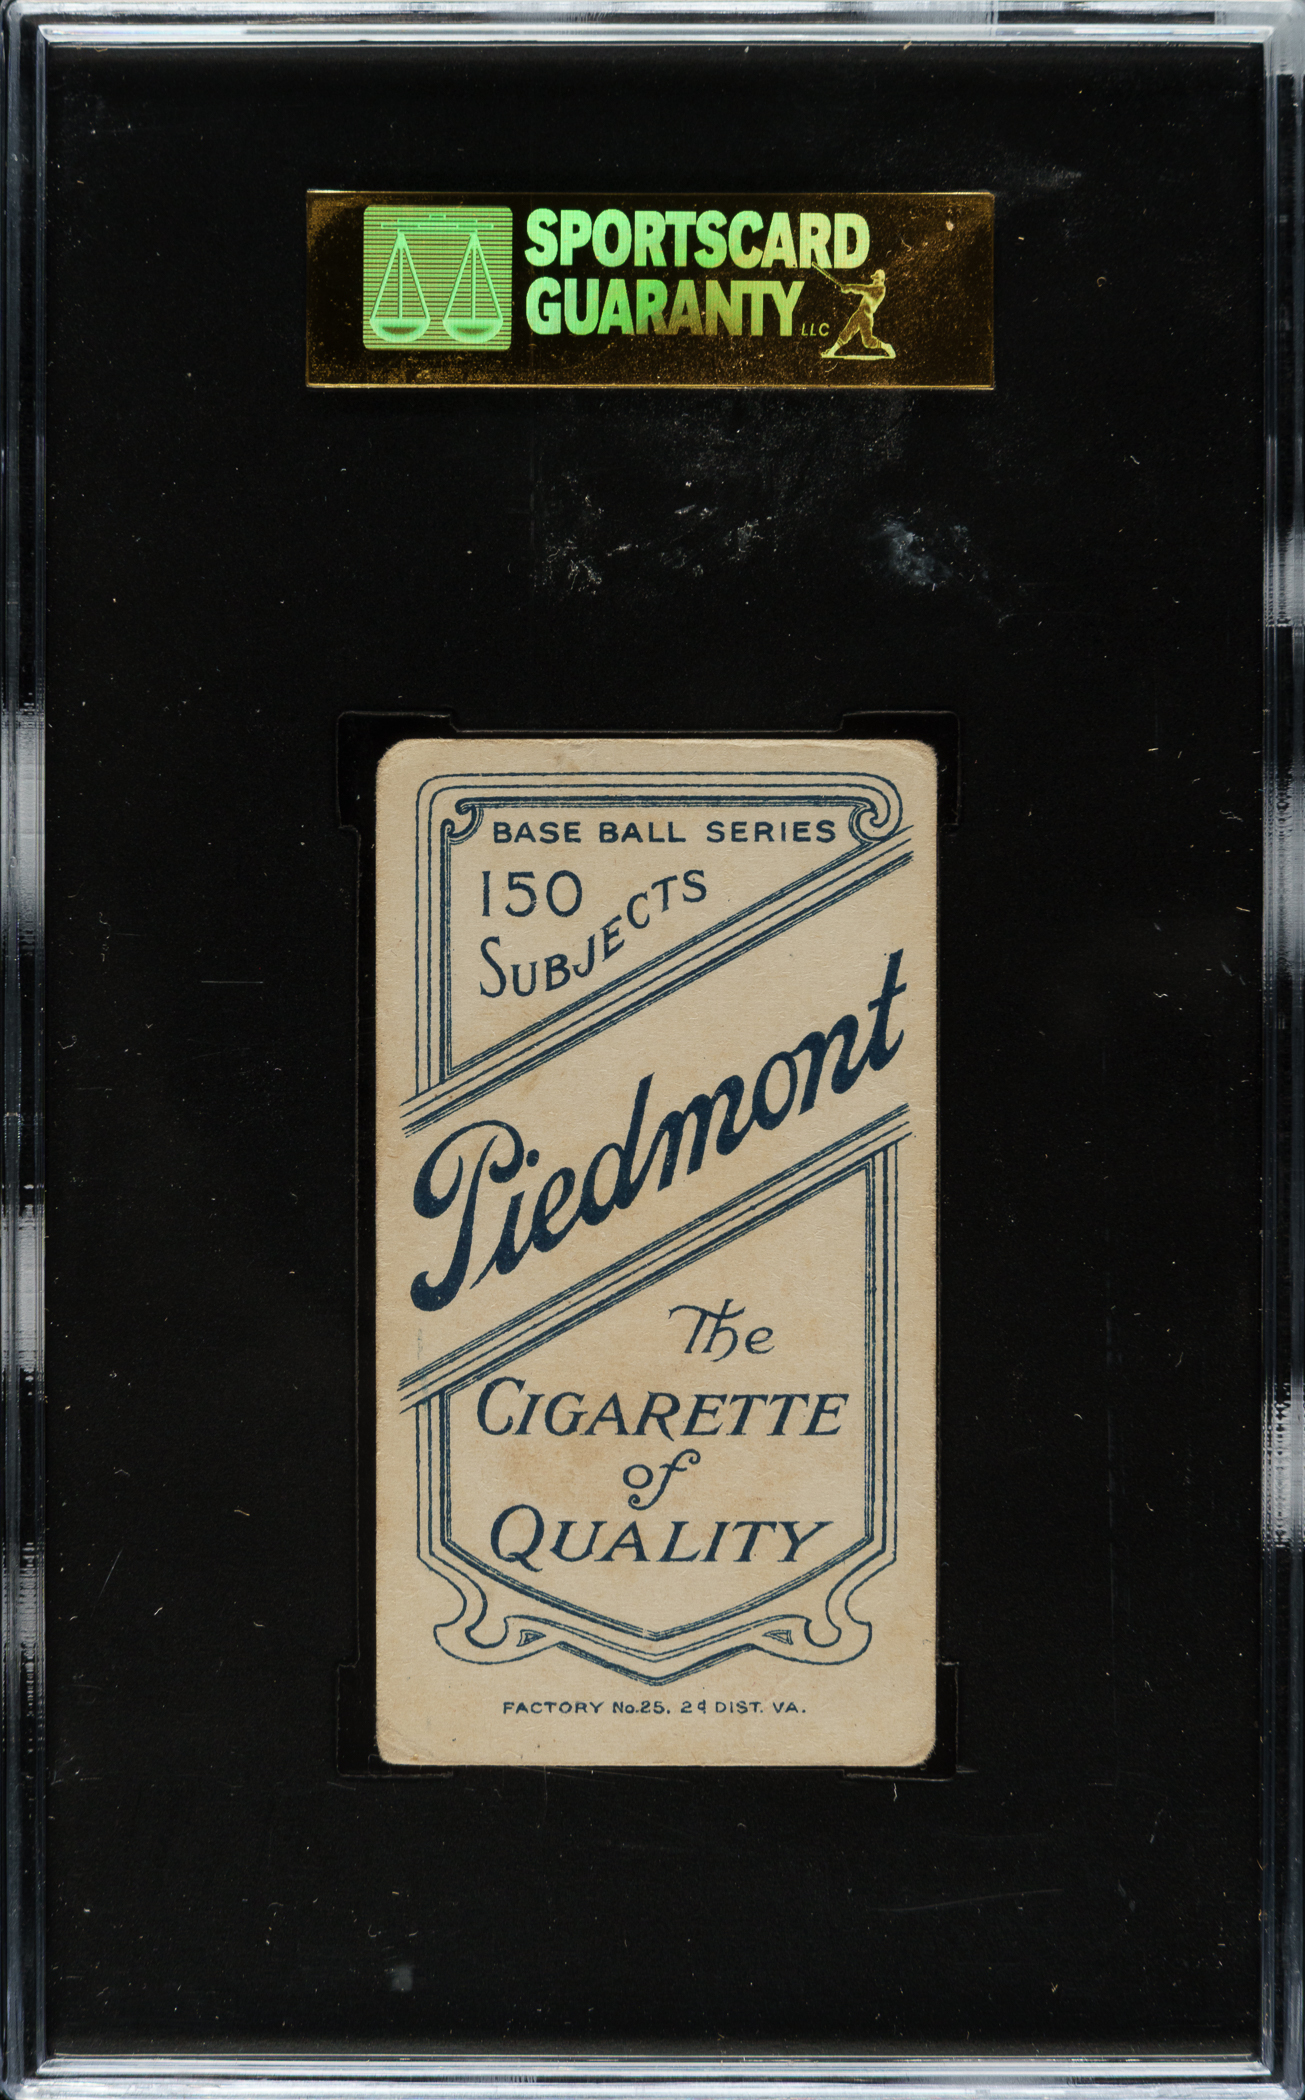 SPORTSCARD
GUARANTY LLC
BASE BALL SERIES
150
SUBJECTS
Piedmont
The
CIGARETTE
of
QUALITY
FACTORY No.25, 2d DIST. VA.